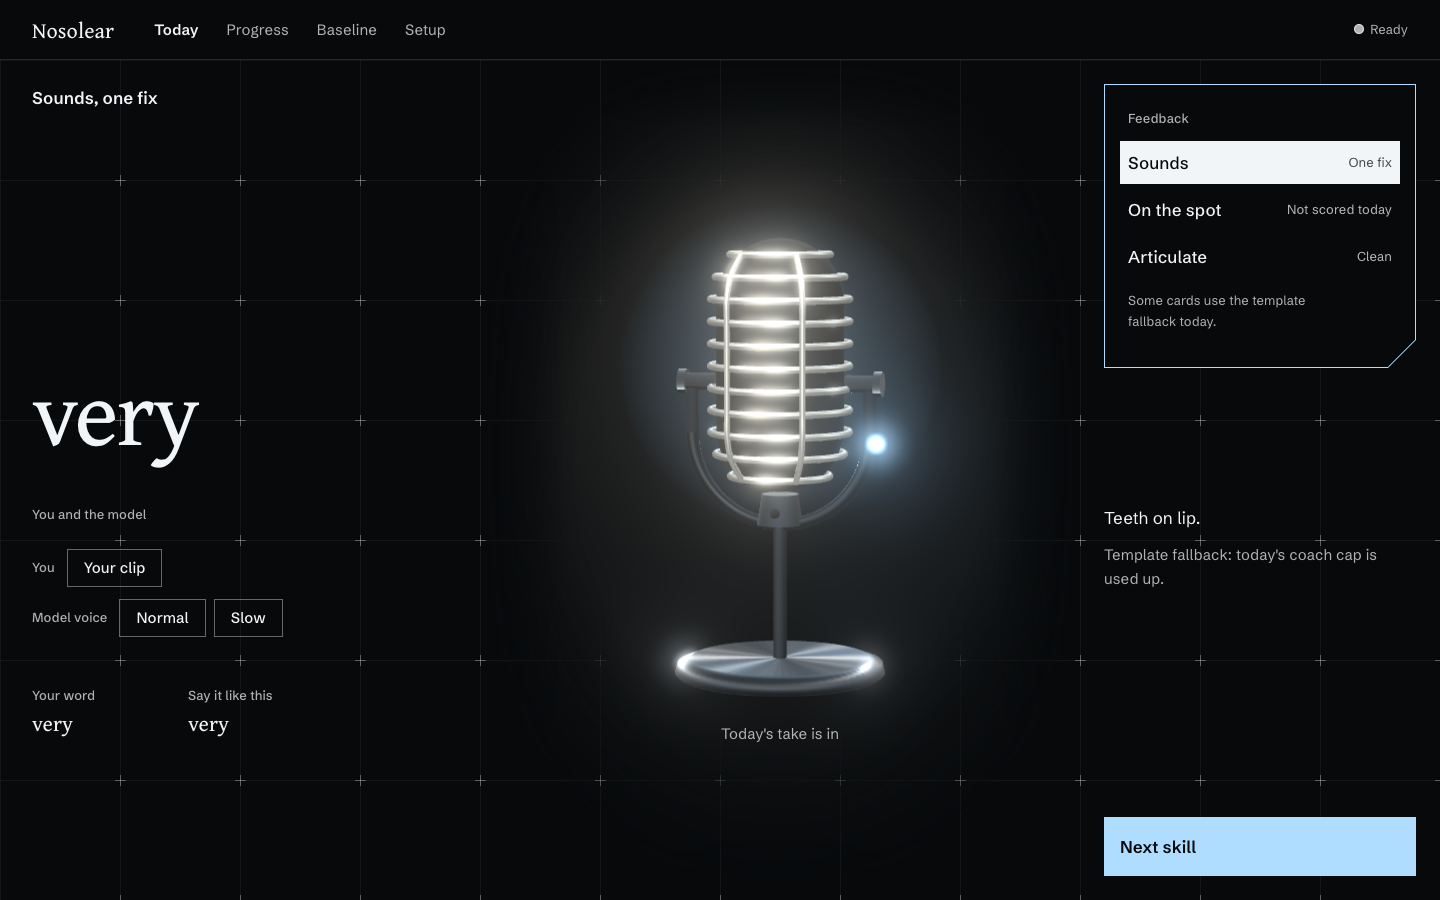 Nosolear
Today
Progress
Baseline
Setup
Ready
Sounds, one fix
Feedback
Sounds
One fix
On the spot
Not scored today
Articulate
Clean
Some cards use the template
fallback today.
very
You and the model
You
Your clip
Model voice
Normal
Slow
Your word
Say it like this
very
very
Today's take is in
Teeth on lip.
Template fallback: today's coach cap is
used up.
Next skill